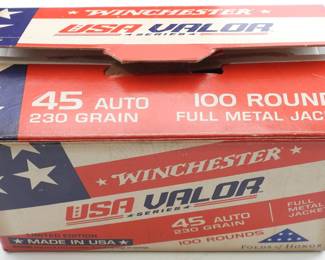 WINCHESTER
USA VALOR
SERIES
45 AUTO
230 GRAIN
100 ROUND
FULL METAL JACK
WINCHESTER
USA VALOR
SERIES
45 AUTO
230 GRAIN
100 ROUNDS
FULL
METAL
JACKET
LIMITED EDITION
MADE IN USA
FOLDS of HONOR